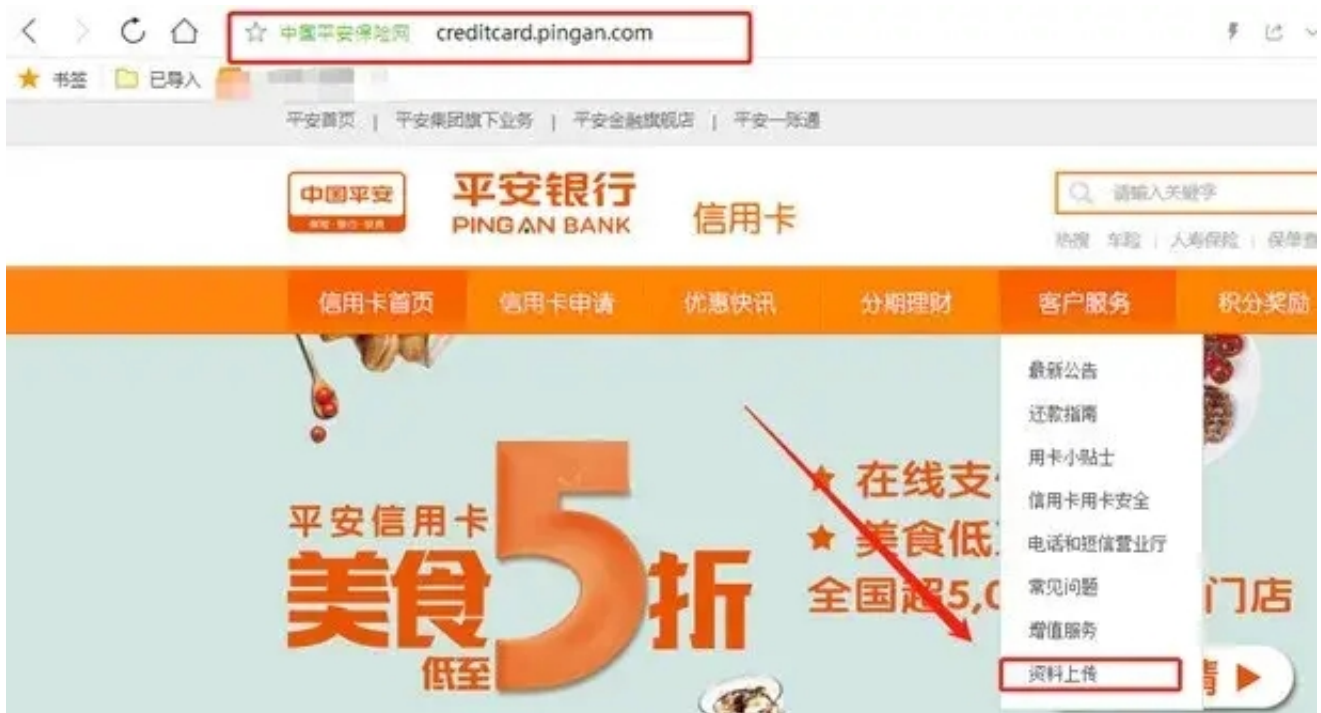 中国平安保险网 creditcard.pingan.com
书签 已导入
平安首页 | 平安集团旗下业务 | 平安金融旗舰店 | 平安一账通
中国平安
保险·银行·投资
平安银行
PINGAN BANK
信用卡
请输入关键字
热搜 车险 | 人寿保险 | 保单查
信用卡首页 信用卡申请 优惠快讯 分期理财 客户服务 积分奖励
最新公告
还款指南
用卡小贴士
信用卡用卡安全
电话和短信营业厅
常见问题
增值服务
资料上传
平安信用卡
美食5折
低至
★ 在线支
★ 美食低
全国超5,0
门店